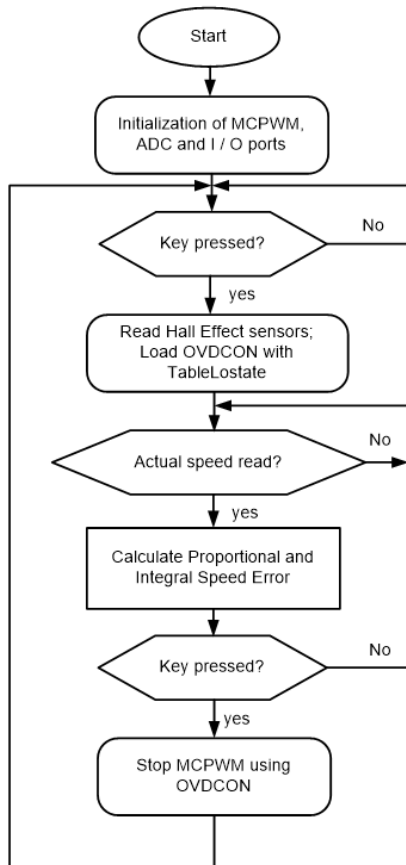 Start
Initialization of MCPWM,
ADC and I / O ports
Key pressed?
No
yes
Read Hall Effect sensors;
Load OVDCON with
TableLostate
Actual speed read?
No
yes
Calculate Proportional and
Integral Speed Error
Key pressed?
No
yes
Stop MCPWM using
OVDCON